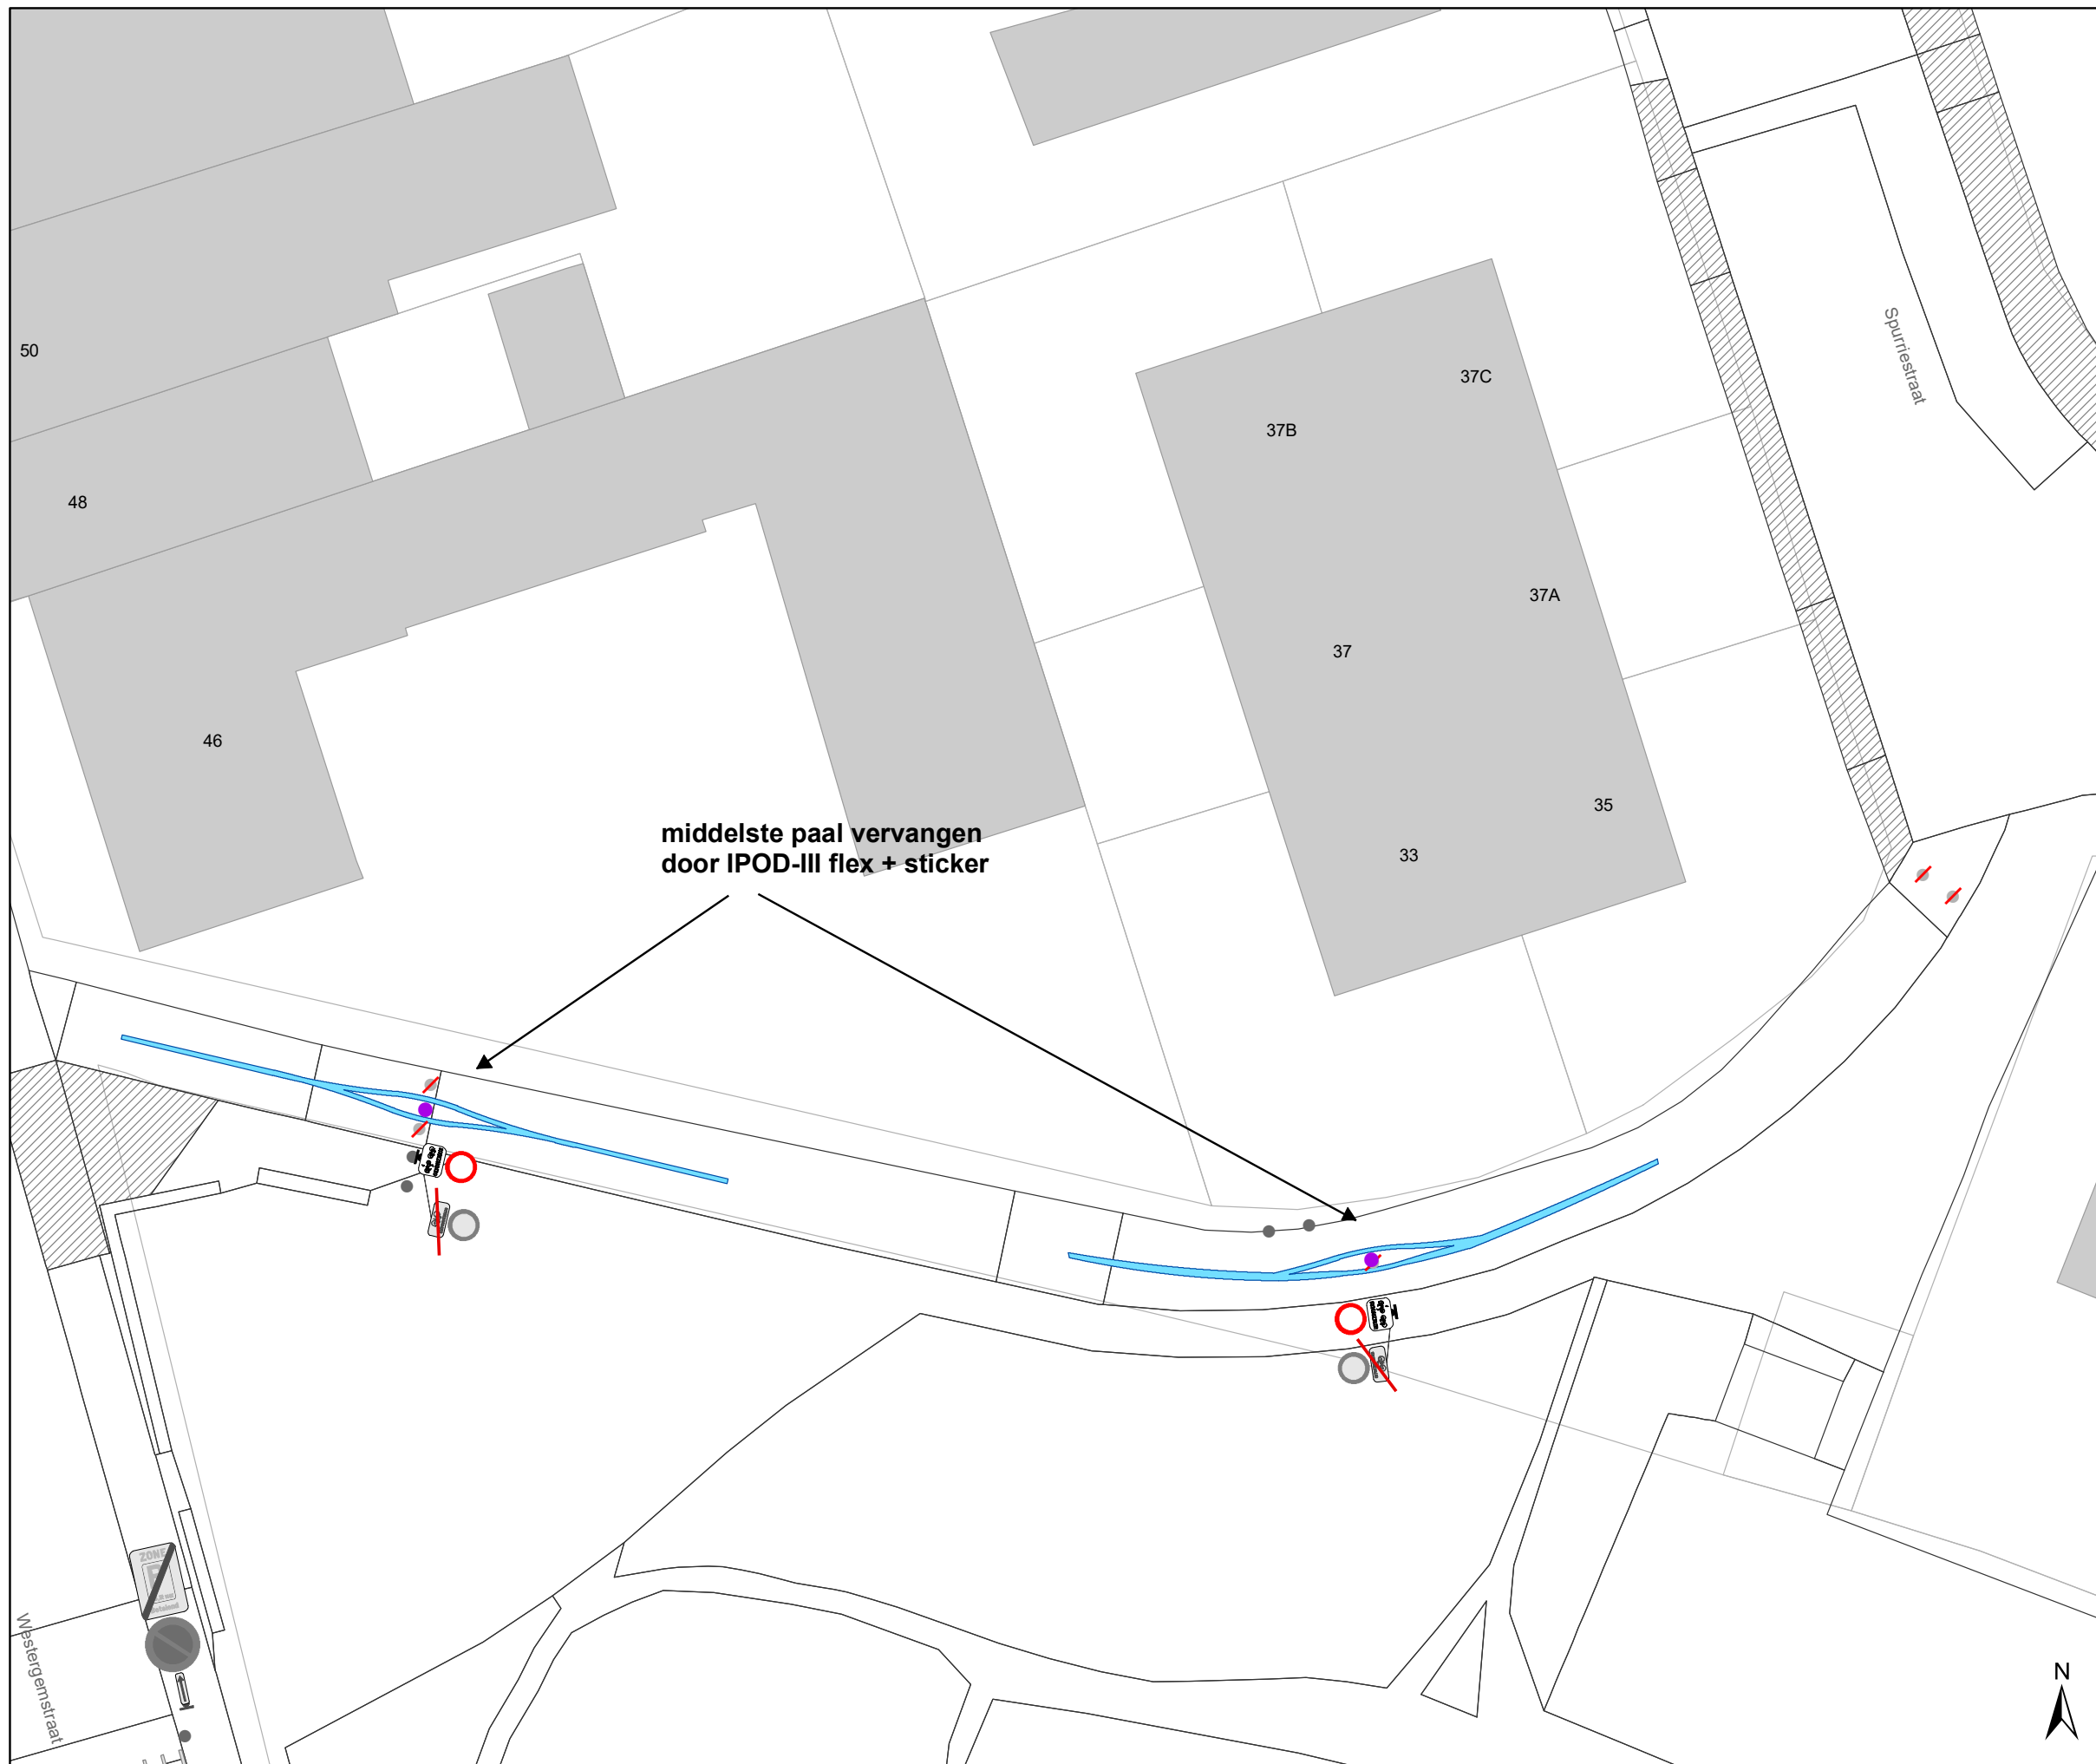 50
37C
Spurriestraat
37B
48
37A
37
46
35
middelste paal vervangen
door IPOD-III flex + sticker
33
ZONE
Westergemstraat
N